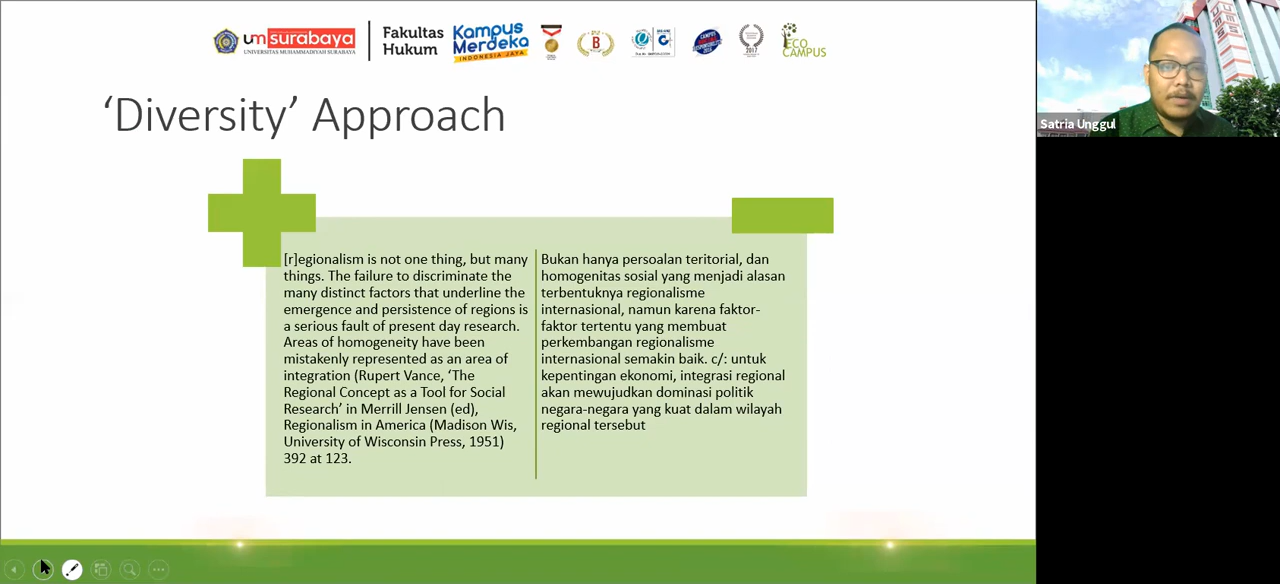 um surabaya
UNIVERSITAS MUHAMMADIYAH SURABAYA
Fakultas
Hukum
Kampus
Merdeka
INDONESIA JAYA
B
2017
ECO
CAMPUS
Satria Unggul
‘Diversity’ Approach
[r]egionalism is not one thing, but many
things. The failure to discriminate the
many distinct factors that underline the
emergence and persistence of regions is
a serious fault of present day research.
Areas of homogeneity have been
mistakenly represented as an area of
integration (Rupert Vance, ‘The
Regional Concept as a Tool for Social
Research’ in Merrill Jensen (ed),
Regionalism in America (Madison Wis,
University of Wisconsin Press, 1951)
392 at 123.
Bukan hanya persoalan teritorial, dan
homogenitas sosial yang menjadi alasan
terbentuknya regionalisme
internasional, namun karena faktor-
faktor tertentu yang membuat
perkembangan regionalisme
internasional semakin baik. c/: untuk
kepentingan ekonomi, integrasi regional
akan mewujudkan dominasi politik
negara-negara yang kuat dalam wilayah
regional tersebut